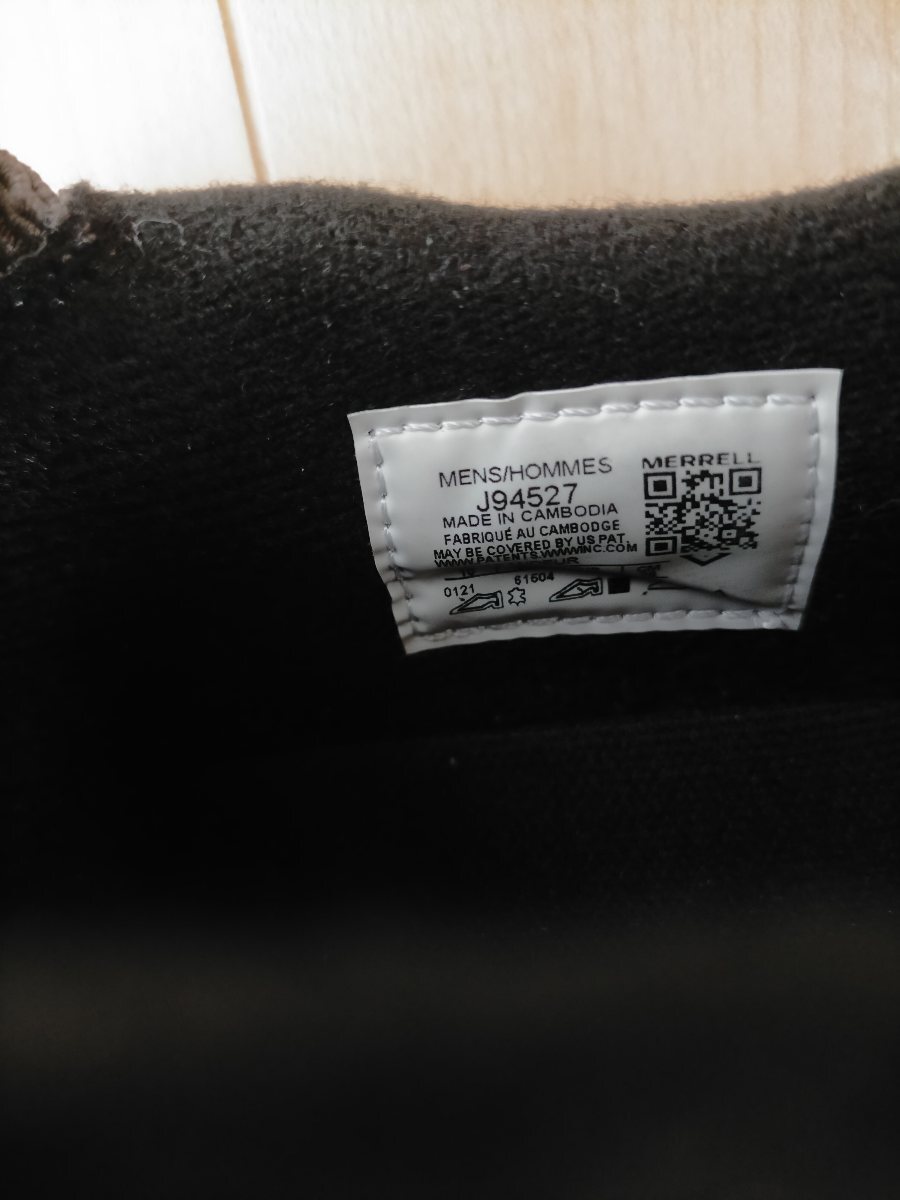 MENS/HOMMES
J94527
MADE IN CAMBODIA
FABRIQUÉ AU CAMBODGE
MAY BE COVERED BY US PAT.
WWW.PATENTS.WWWINC.COM
0121
61604
MERRELL